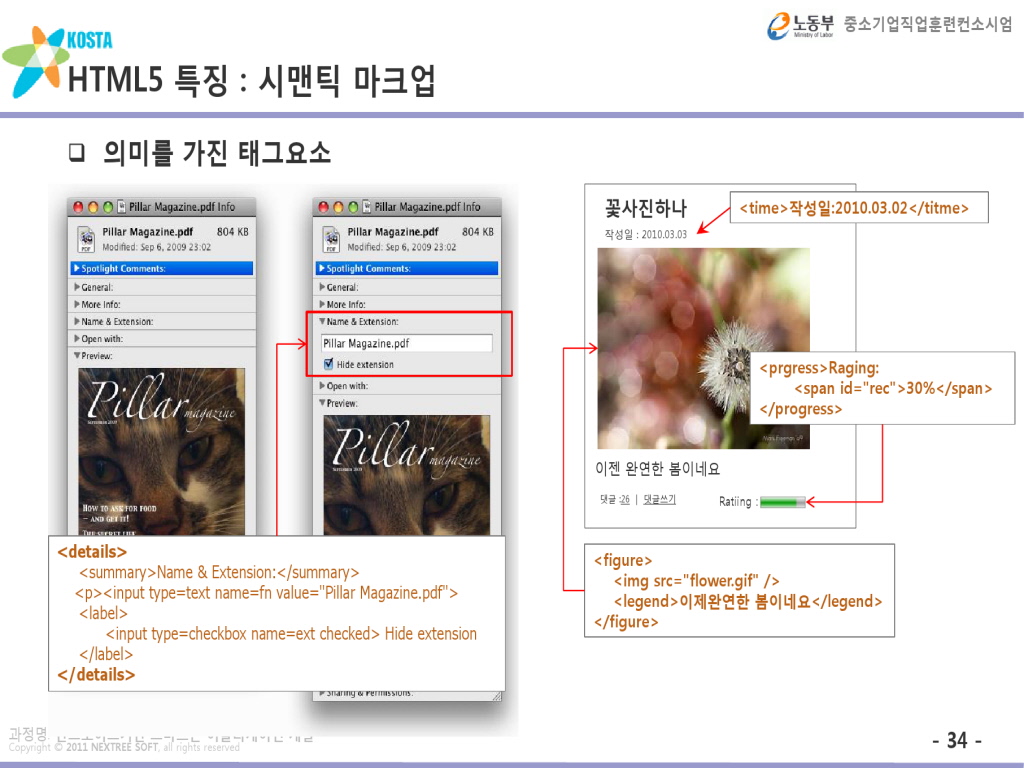 KOSTA
노동부
Ministry of Labor
중소기업직업훈련컨소시엄
HTML5 특징 : 시맨틱 마크업
의미를 가진 태그요소
Pillar Magazine.pdf Info
Pillar Magazine.pdf 804 KB
Modified: Sep 6, 2009 23:02
Spotlight Comments:
General:
More Info:
Name & Extension:
Open with:
Preview:
Pillar magazine
SEPTEMBER 2009
HOW TO ASK FOR FOOD
– AND GET IT!
THE SECRET LIFE
Pillar Magazine.pdf Info
Pillar Magazine.pdf 804 KB
Modified: Sep 6, 2009 23:02
Spotlight Comments:
General:
More Info:
Name & Extension:
Pillar Magazine.pdf
Hide extension
Open with:
Preview:
Pillar magazine
SEPTEMBER 2009
Sharing & Permissions:
<details>
<summary>Name & Extension:</summary>
<p><input type=text name=fn value="Pillar Magazine.pdf">
<label>
<input type=checkbox name=ext checked> Hide extension
</label>
</details>
꽃사진하나
작성일 : 2010.03.03
<time>작성일:2010.03.02</titme>
<prgress>Raging:
<span id="rec">30%</span>
</progress>
이젠 완연한 봄이네요
댓글 :26 | 댓글쓰기
Ratiing :
<figure>
<img src="flower.gif" />
<legend>이제완연한 봄이네요</legend>
</figure>
과정명:
Copyright © 2011 NEXTREE SOFT, all rights reserved
- 34 -